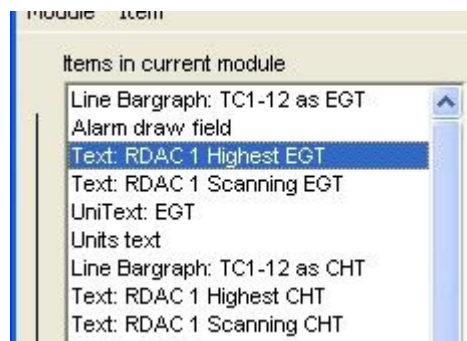 Module Item
Items in current module
Line Bargraph: TC1-12 as EGT
Alarm draw field
Text: RDAC 1 Highest EGT
Text: RDAC 1 Scanning EGT
UniText: EGT
Units text
Line Bargraph: TC1-12 as CHT
Text: RDAC 1 Highest CHT
Text: RDAC 1 Scanning CHT